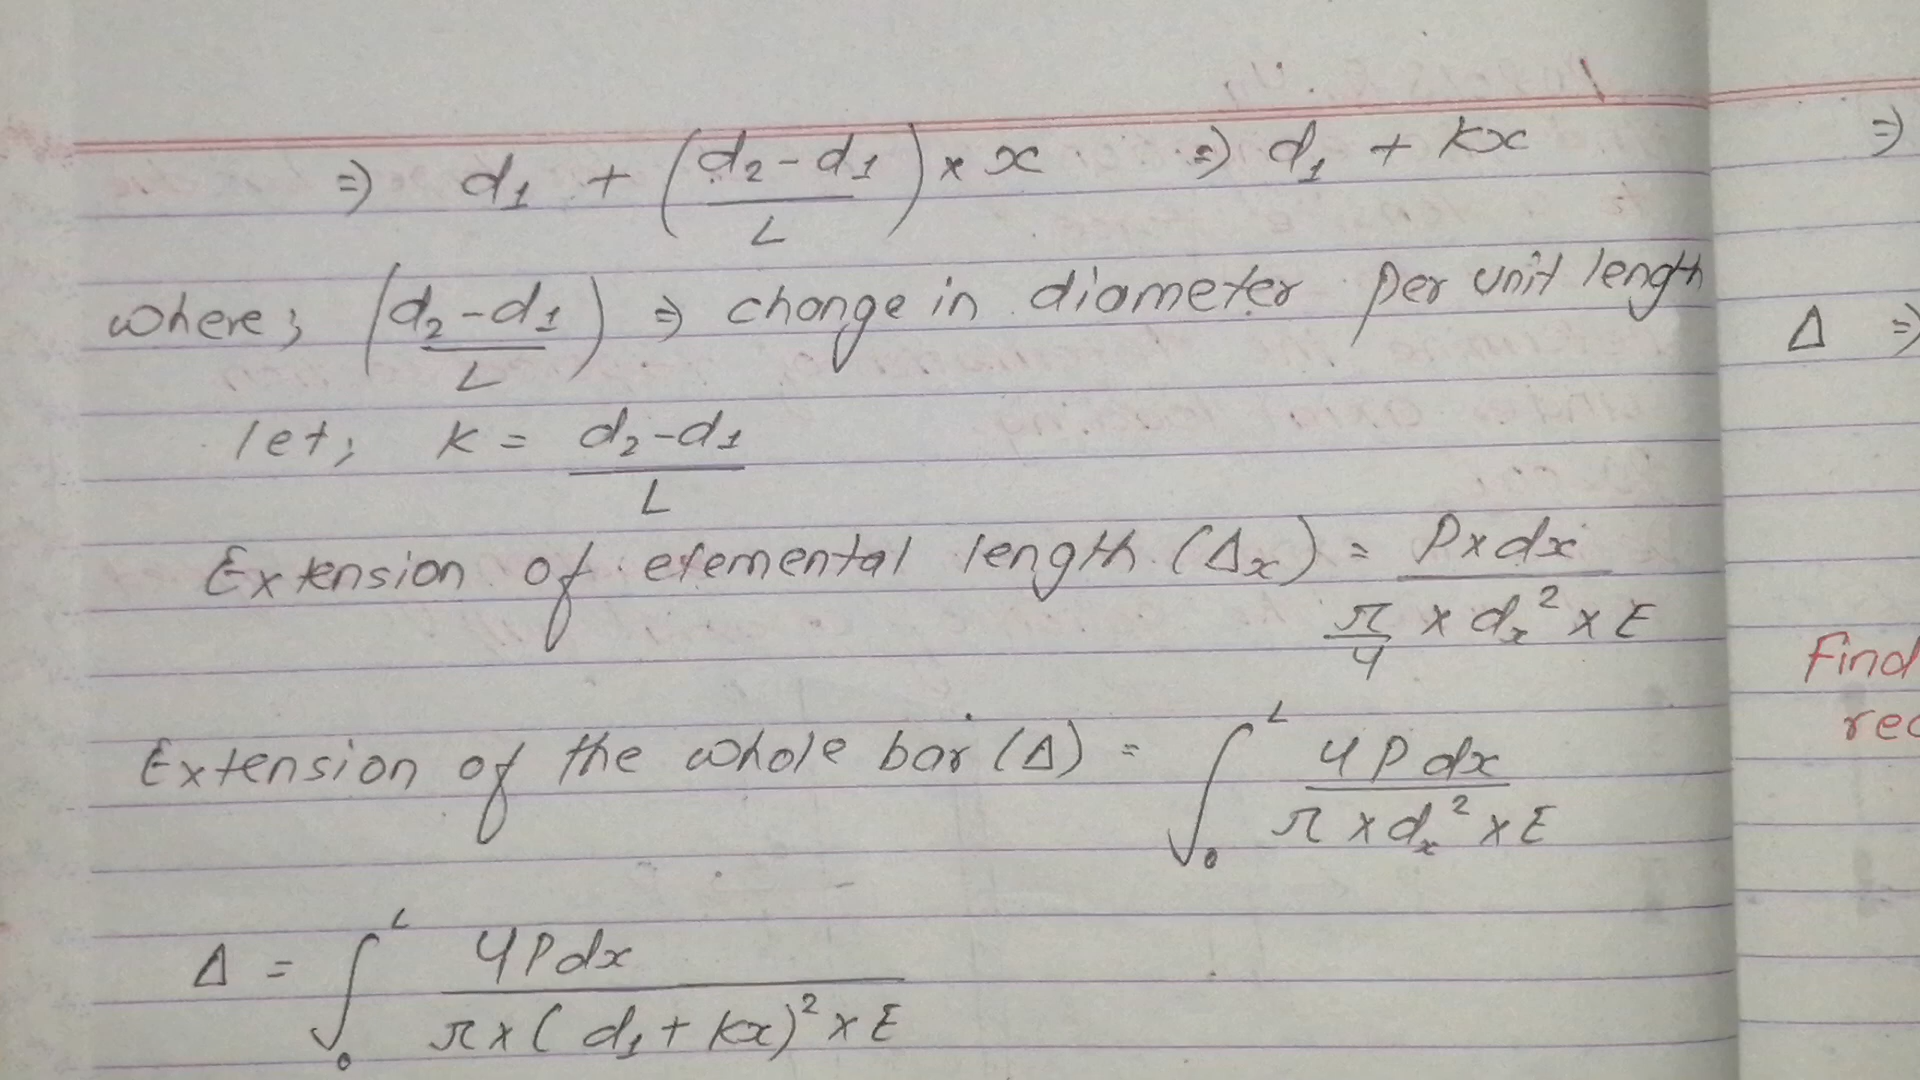 ⇒ d₁ + ((d₂-d₁)/L) × x ⇒ d₁ + kx
where; ((d₂-d₁)/L) ⇒ change in diameter per unit length
let; k = (d₂-d₁)/L
Extension of elemental length (Δₓ) = (P×dx)/(π/4 × dₓ² × E)
Extension of the whole bar (Δ) = ∫₀ᴸ (4P dx)/(π × dₓ² × E)
Δ = ∫₀ᴸ (4P dx)/(π × (d₁ + kx)² × E)
⇒
Δ ⇒
Find